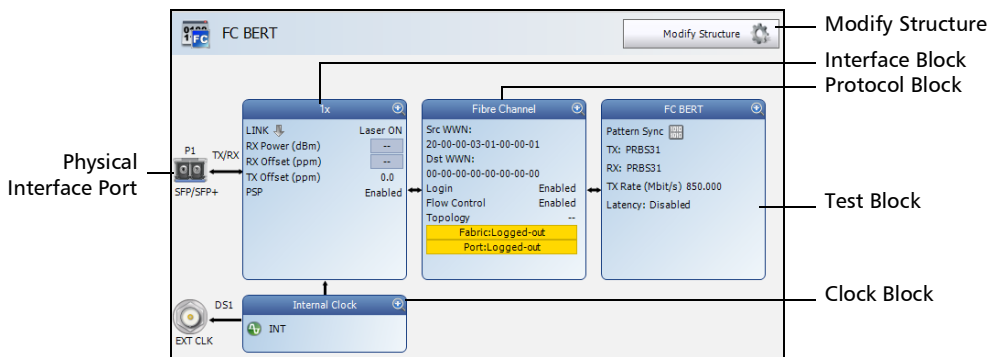 FC BERT
Modify Structure
Modify Structure
Interface Block
Protocol Block
1x
Fibre Channel
FC BERT
P1
TX/RX
SFP/SFP+
Physical
Interface Port
LINK
Laser ON
RX Power (dBm) --
RX Offset (ppm) --
TX Offset (ppm) 0.0
PSP Enabled
Src WWN:
20-00-00-03-01-00-00-01
Dst WWN:
00-00-00-00-00-00-00-00
Login Enabled
Flow Control Enabled
Topology --
Fabric:Logged-out
Port:Logged-out
Pattern Sync
TX: PRBS31
RX: PRBS31
TX Rate (Mbit/s) 850.000
Latency: Disabled
Test Block
Internal Clock
Clock Block
DS1
EXT CLK
INT